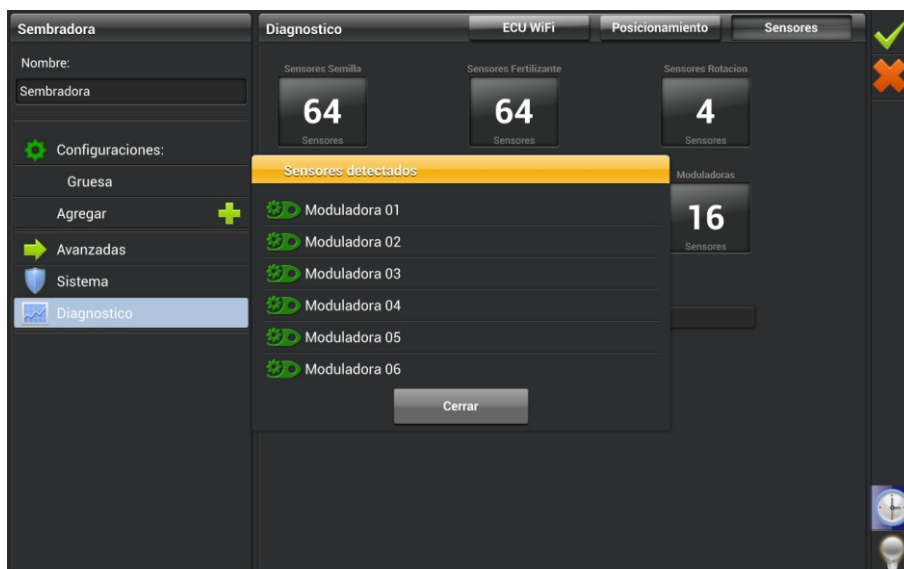 Sembradora
Nombre:
Sembradora
Configuraciones:
Gruesa
Agregar
Avanzadas
Sistema
Diagnostico
Diagnostico
ECU WiFi
Posicionamiento
Sensores
Sensores Semilla
64
Sensores
Sensores Fertilizante
64
Sensores
Sensores Rotacion
4
Sensores
Moduladoras
16
Sensores
Sensores detectados
Moduladora 01
Moduladora 02
Moduladora 03
Moduladora 04
Moduladora 05
Moduladora 06
Cerrar